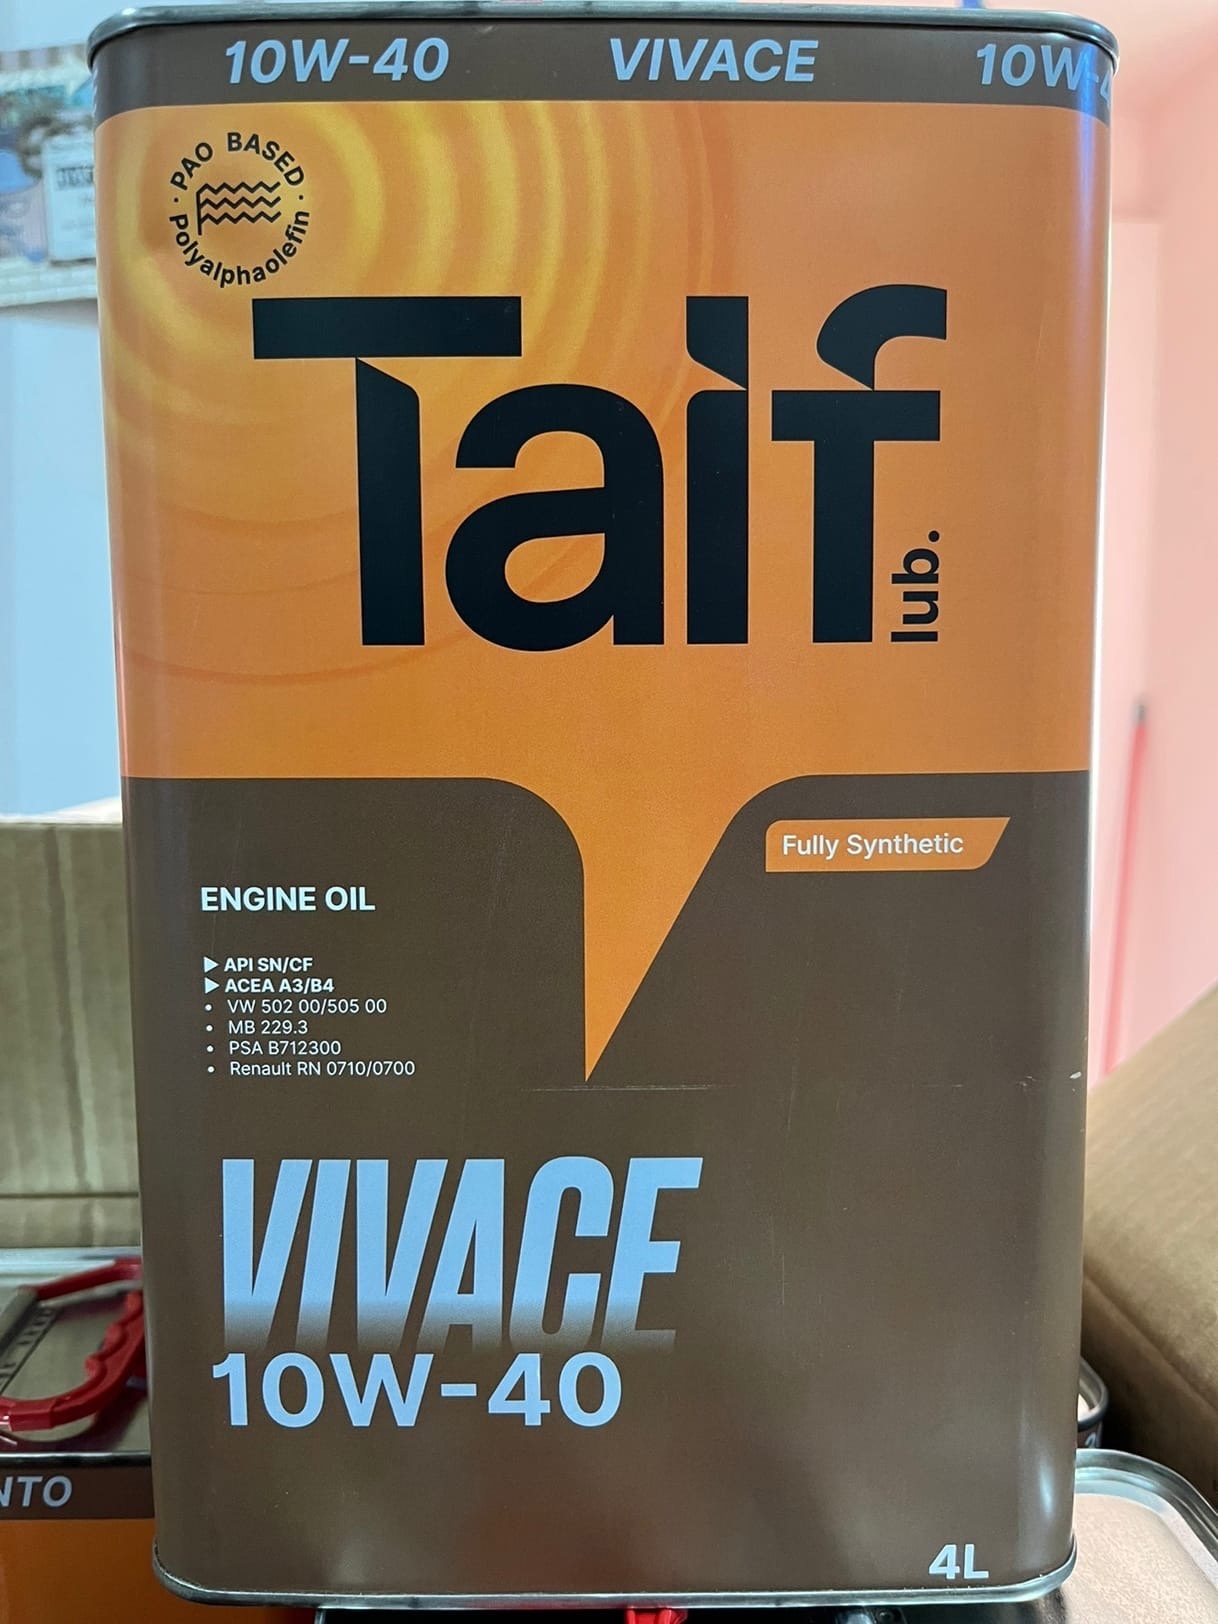 10W-40 VIVACE 10W-4
· PAO BASED ·
Polyalphaolefin
Taif
lub.
Fully Synthetic
ENGINE OIL
▶ API SN/CF
▶ ACEA A3/B4
• VW 502 00/505 00
• MB 229.3
• PSA B712300
• Renault RN 0710/0700
VIVACE
10W-40
NTO
4L